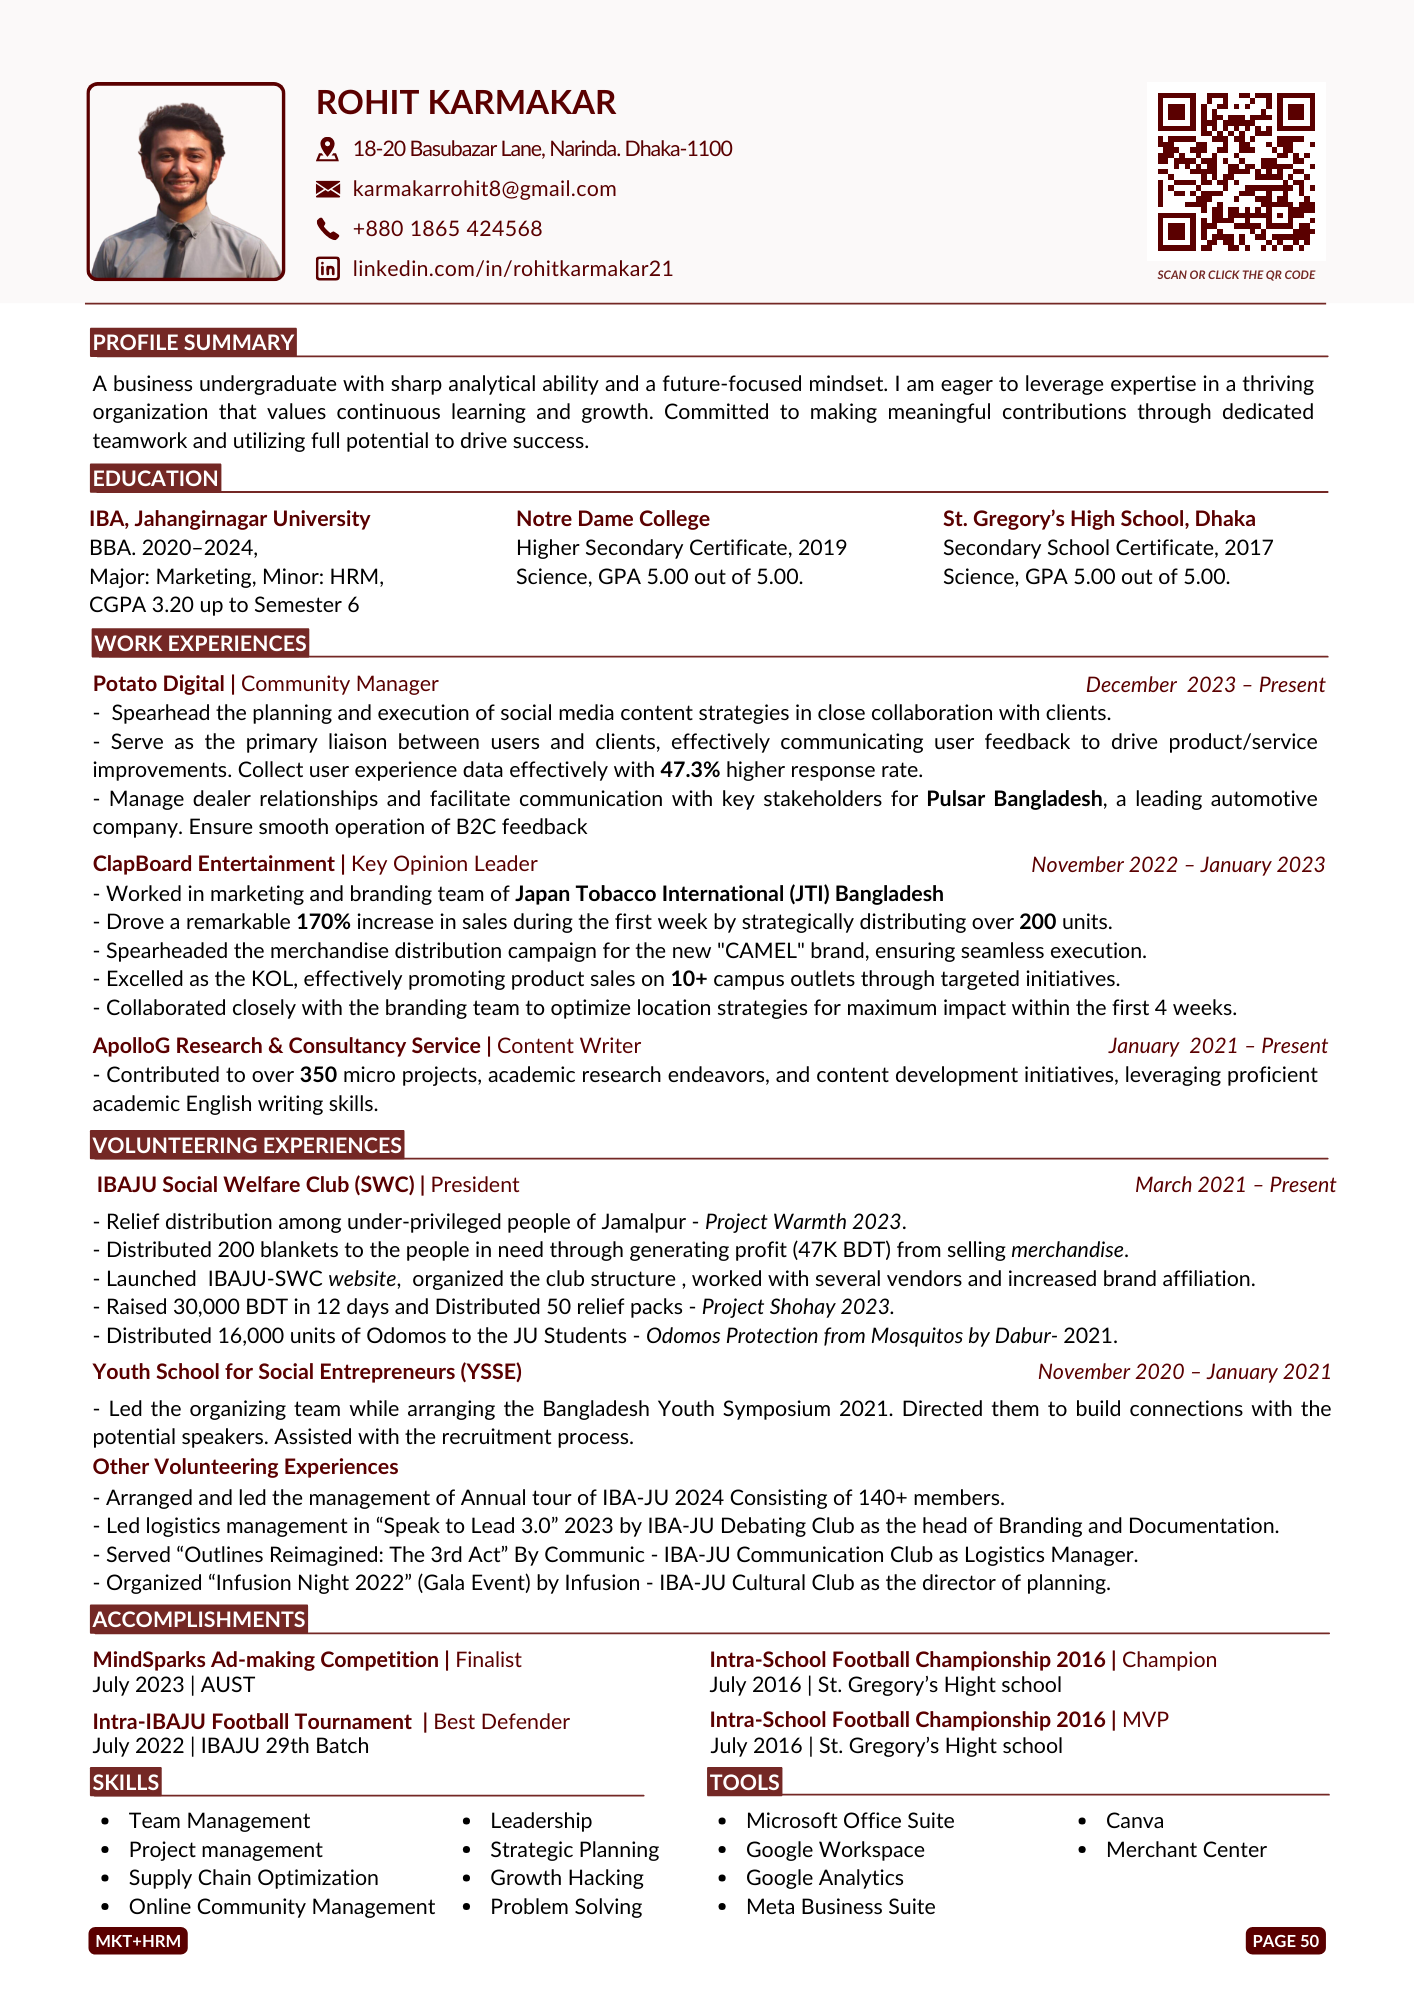 ROHIT KARMAKAR
18-20 Basubazar Lane, Narinda. Dhaka-1100
karmakarrohit8@gmail.com
+880 1865 424568
linkedin.com/in/rohitkarmakar21
SCAN OR CLICK THE QR CODE
PROFILE SUMMARY
A business undergraduate with sharp analytical ability and a future-focused mindset. I am eager to leverage expertise in a thriving
organization that values continuous learning and growth. Committed to making meaningful contributions through dedicated
teamwork and utilizing full potential to drive success.
EDUCATION
IBA, Jahangirnagar University
BBA. 2020–2024,
Major: Marketing, Minor: HRM,
CGPA 3.20 up to Semester 6
Notre Dame College
Higher Secondary Certificate, 2019
Science, GPA 5.00 out of 5.00.
St. Gregory’s High School, Dhaka
Secondary School Certificate, 2017
Science, GPA 5.00 out of 5.00.
WORK EXPERIENCES
Potato Digital | Community Manager December 2023 – Present
- Spearhead the planning and execution of social media content strategies in close collaboration with clients.
- Serve as the primary liaison between users and clients, effectively communicating user feedback to drive product/service
improvements. Collect user experience data effectively with 47.3% higher response rate.
- Manage dealer relationships and facilitate communication with key stakeholders for Pulsar Bangladesh, a leading automotive
company. Ensure smooth operation of B2C feedback
ClapBoard Entertainment | Key Opinion Leader November 2022 – January 2023
- Worked in marketing and branding team of Japan Tobacco International (JTI) Bangladesh
- Drove a remarkable 170% increase in sales during the first week by strategically distributing over 200 units.
- Spearheaded the merchandise distribution campaign for the new "CAMEL" brand, ensuring seamless execution.
- Excelled as the KOL, effectively promoting product sales on 10+ campus outlets through targeted initiatives.
- Collaborated closely with the branding team to optimize location strategies for maximum impact within the first 4 weeks.
ApolloG Research & Consultancy Service | Content Writer January 2021 – Present
- Contributed to over 350 micro projects, academic research endeavors, and content development initiatives, leveraging proficient
academic English writing skills.
VOLUNTEERING EXPERIENCES
IBAJU Social Welfare Club (SWC) | President March 2021 – Present
- Relief distribution among under-privileged people of Jamalpur - Project Warmth 2023.
- Distributed 200 blankets to the people in need through generating profit (47K BDT) from selling merchandise.
- Launched IBAJU-SWC website, organized the club structure , worked with several vendors and increased brand affiliation.
- Raised 30,000 BDT in 12 days and Distributed 50 relief packs - Project Shohay 2023.
- Distributed 16,000 units of Odomos to the JU Students - Odomos Protection from Mosquitos by Dabur- 2021.
Youth School for Social Entrepreneurs (YSSE) November 2020 – January 2021
- Led the organizing team while arranging the Bangladesh Youth Symposium 2021. Directed them to build connections with the
potential speakers. Assisted with the recruitment process.
Other Volunteering Experiences
- Arranged and led the management of Annual tour of IBA-JU 2024 Consisting of 140+ members.
- Led logistics management in “Speak to Lead 3.0” 2023 by IBA-JU Debating Club as the head of Branding and Documentation.
- Served “Outlines Reimagined: The 3rd Act” By Communic - IBA-JU Communication Club as Logistics Manager.
- Organized “Infusion Night 2022” (Gala Event) by Infusion - IBA-JU Cultural Club as the director of planning.
ACCOMPLISHMENTS
MindSparks Ad-making Competition | Finalist
July 2023 | AUST
Intra-IBAJU Football Tournament | Best Defender
July 2022 | IBAJU 29th Batch
Intra-School Football Championship 2016 | Champion
July 2016 | St. Gregory’s Hight school
Intra-School Football Championship 2016 | MVP
July 2016 | St. Gregory’s Hight school
SKILLS
• Team Management
• Project management
• Supply Chain Optimization
• Online Community Management
• Leadership
• Strategic Planning
• Growth Hacking
• Problem Solving
TOOLS
• Microsoft Office Suite
• Google Workspace
• Google Analytics
• Meta Business Suite
• Canva
• Merchant Center
MKT+HRM
PAGE 50